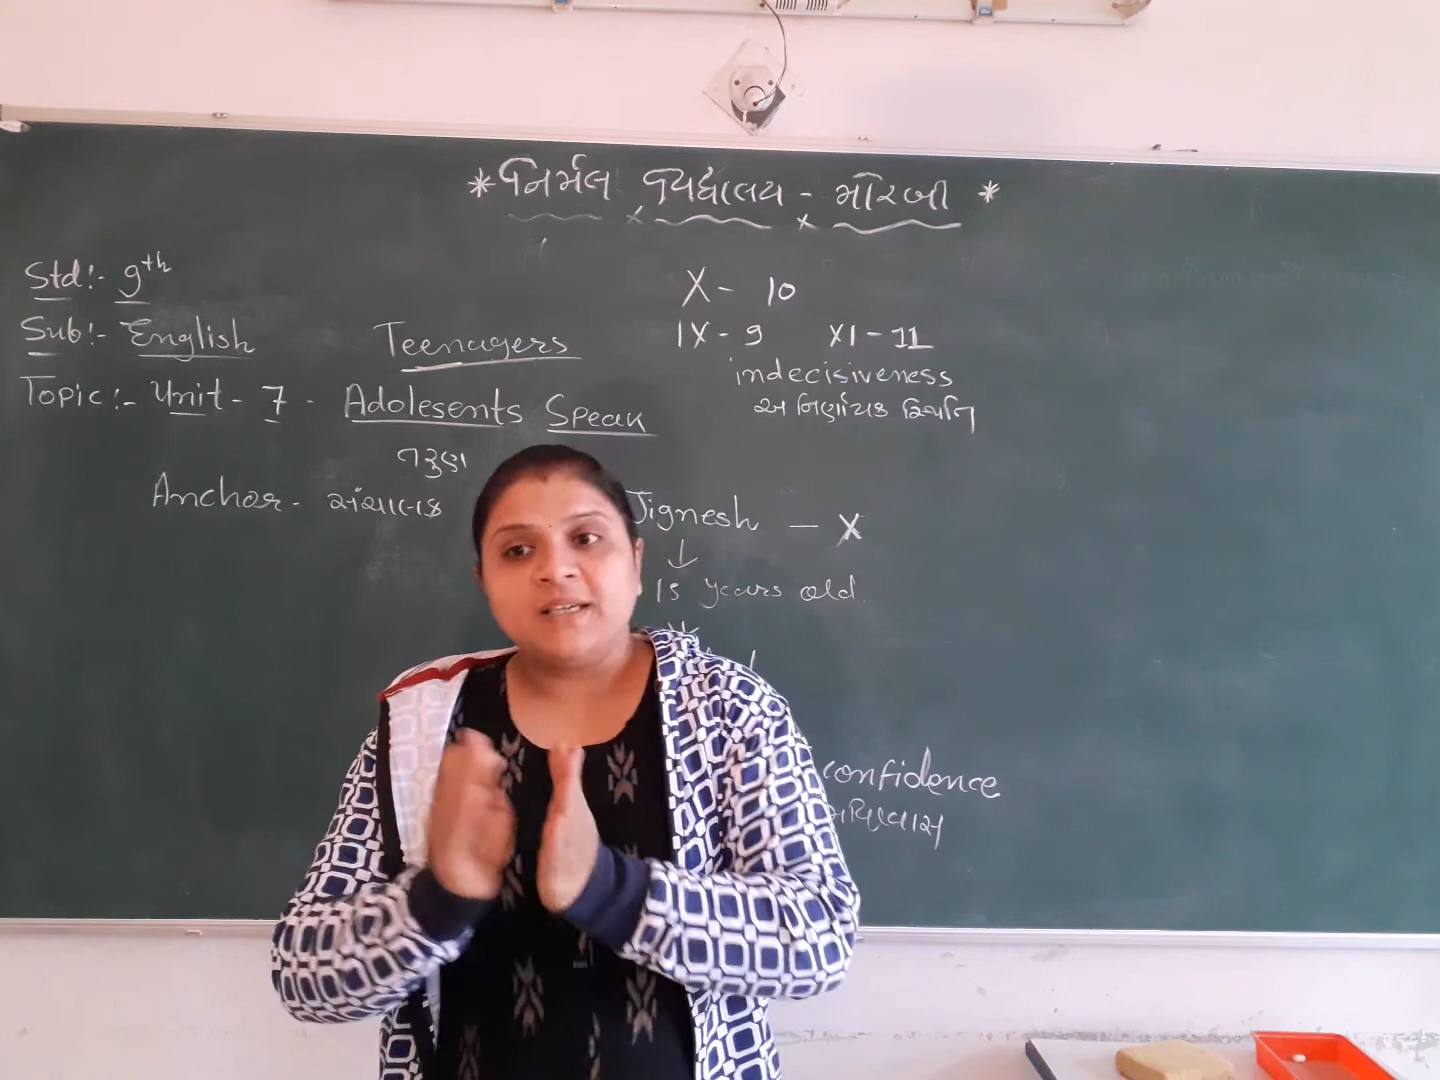 * નિર્મલ વિદ્યાલય - મોરબી *
Std:- 9th
Sub:- English
Teenagers
Topic:- Unit - 7 - Adolesents Speak
તરુણ
Anchor - સંચાલક
X - 10
IX - 9 XI - 11
indecisiveness
અ નિર્ણાયક સ્થિતિ
Jignesh - X
15 years old.
confidence